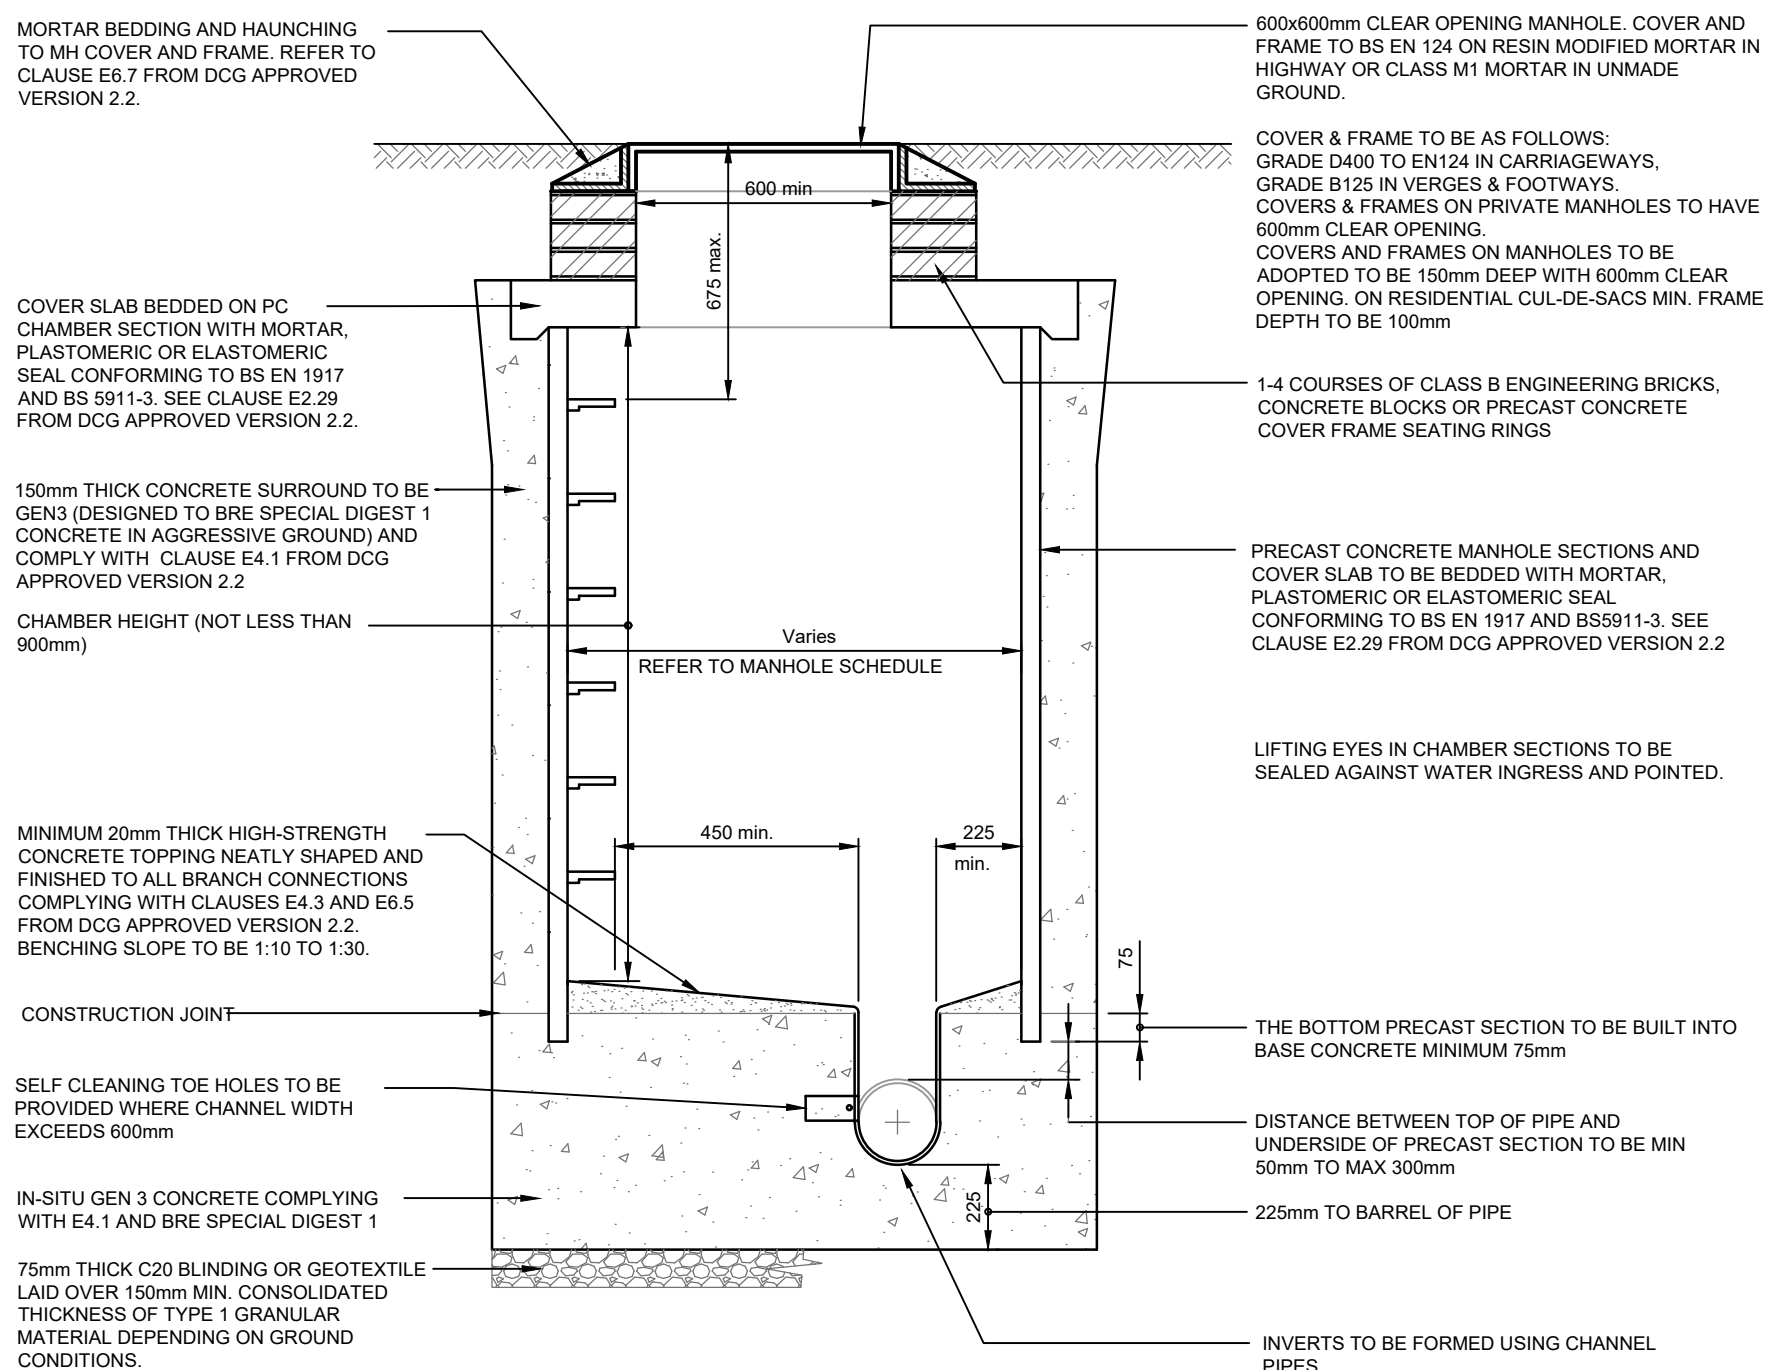 MORTAR BEDDING AND HAUNCHING
TO MH COVER AND FRAME. REFER TO
CLAUSE E6.7 FROM DCG APPROVED
VERSION 2.2.
600x600mm CLEAR OPENING MANHOLE. COVER AND
FRAME TO BS EN 124 ON RESIN MODIFIED MORTAR IN
HIGHWAY OR CLASS M1 MORTAR IN UNMADE
GROUND.
COVER & FRAME TO BE AS FOLLOWS:
GRADE D400 TO EN124 IN CARRIAGEWAYS,
GRADE B125 IN VERGES & FOOTWAYS.
COVERS & FRAMES ON PRIVATE MANHOLES TO HAVE
600mm CLEAR OPENING.
COVERS AND FRAMES ON MANHOLES TO BE
ADOPTED TO BE 150mm DEEP WITH 600mm CLEAR
OPENING. ON RESIDENTIAL CUL-DE-SACS MIN. FRAME
DEPTH TO BE 100mm
600 min
675 max.
COVER SLAB BEDDED ON PC
CHAMBER SECTION WITH MORTAR,
PLASTOMERIC OR ELASTOMERIC
SEAL CONFORMING TO BS EN 1917
AND BS 5911-3. SEE CLAUSE E2.29
FROM DCG APPROVED VERSION 2.2.
1-4 COURSES OF CLASS B ENGINEERING BRICKS,
CONCRETE BLOCKS OR PRECAST CONCRETE
COVER FRAME SEATING RINGS
150mm THICK CONCRETE SURROUND TO BE
GEN3 (DESIGNED TO BRE SPECIAL DIGEST 1
CONCRETE IN AGGRESSIVE GROUND) AND
COMPLY WITH CLAUSE E4.1 FROM DCG
APPROVED VERSION 2.2
PRECAST CONCRETE MANHOLE SECTIONS AND
COVER SLAB TO BE BEDDED WITH MORTAR,
PLASTOMERIC OR ELASTOMERIC SEAL
CONFORMING TO BS EN 1917 AND BS5911-3. SEE
CLAUSE E2.29 FROM DCG APPROVED VERSION 2.2
CHAMBER HEIGHT (NOT LESS THAN
900mm)
Varies
REFER TO MANHOLE SCHEDULE
LIFTING EYES IN CHAMBER SECTIONS TO BE
SEALED AGAINST WATER INGRESS AND POINTED.
MINIMUM 20mm THICK HIGH-STRENGTH
CONCRETE TOPPING NEATLY SHAPED AND
FINISHED TO ALL BRANCH CONNECTIONS
COMPLYING WITH CLAUSES E4.3 AND E6.5
FROM DCG APPROVED VERSION 2.2.
BENCHING SLOPE TO BE 1:10 TO 1:30.
450 min.
225
min.
75
CONSTRUCTION JOINT
THE BOTTOM PRECAST SECTION TO BE BUILT INTO
BASE CONCRETE MINIMUM 75mm
SELF CLEANING TOE HOLES TO BE
PROVIDED WHERE CHANNEL WIDTH
EXCEEDS 600mm
DISTANCE BETWEEN TOP OF PIPE AND
UNDERSIDE OF PRECAST SECTION TO BE MIN
50mm TO MAX 300mm
IN-SITU GEN 3 CONCRETE COMPLYING
WITH E4.1 AND BRE SPECIAL DIGEST 1
225
225mm TO BARREL OF PIPE
75mm THICK C20 BLINDING OR GEOTEXTILE
LAID OVER 150mm MIN. CONSOLIDATED
THICKNESS OF TYPE 1 GRANULAR
MATERIAL DEPENDING ON GROUND
CONDITIONS.
INVERTS TO BE FORMED USING CHANNEL
PIPES